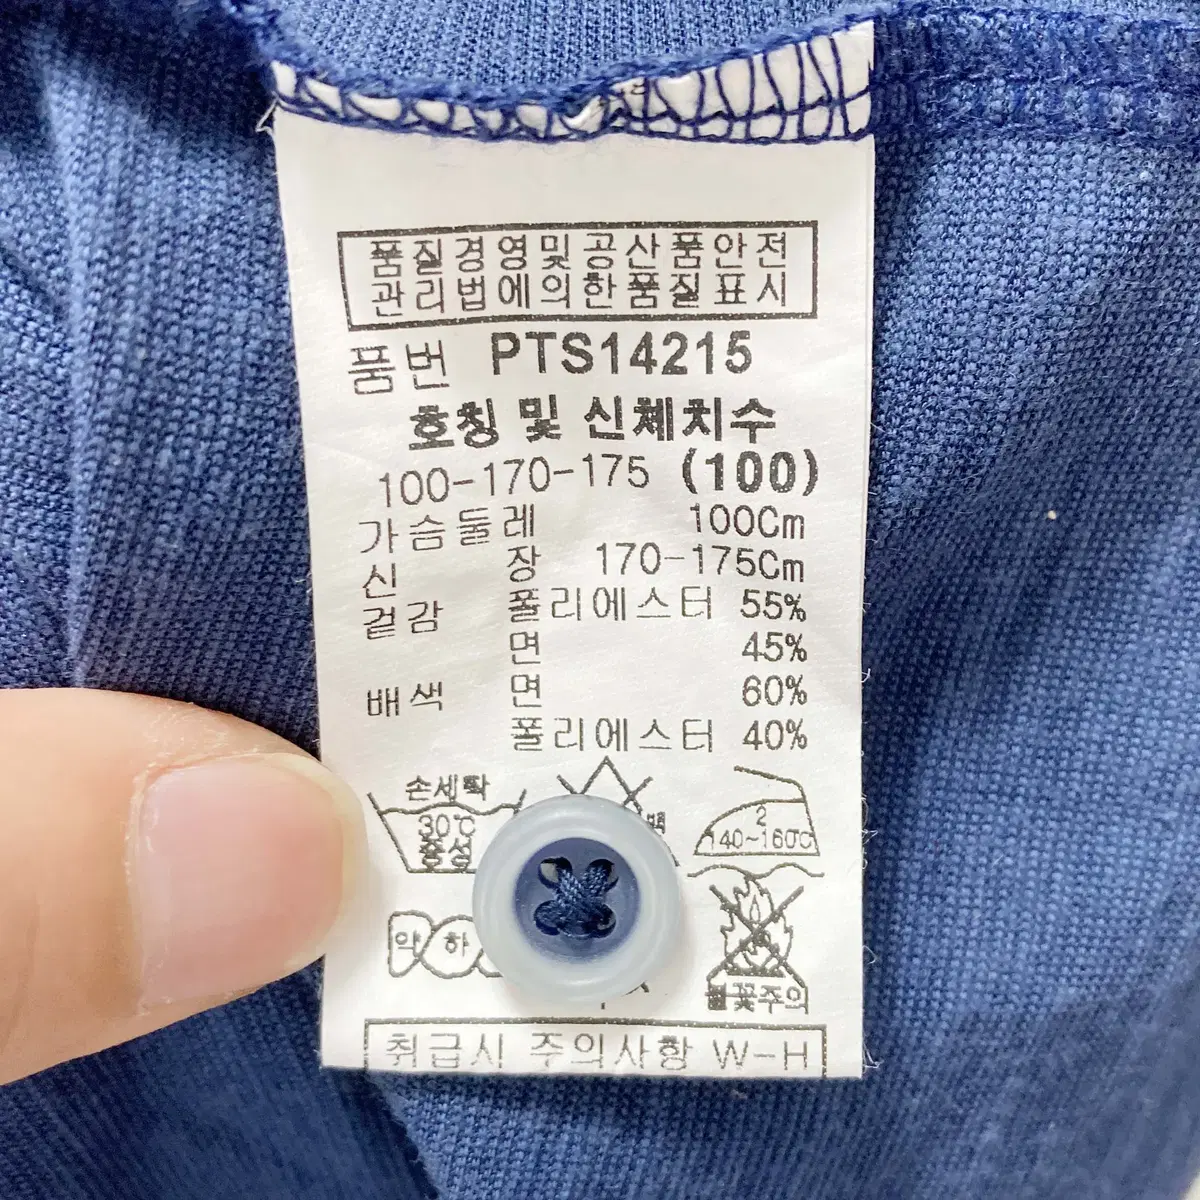 품질경영및공산품안전
관리법에의한품질표시
품번 PTS14215
호칭 및 신체치수
100-170-175 (100)
가슴둘레 100Cm
신 장 170-175Cm
겉감 폴리에스터 55%
면 45%
배색 면 60%
폴리에스터 40%
손세탁
30℃
중성
2
140~160℃
약하
불꽃주의
취급시 주의사항 W-H